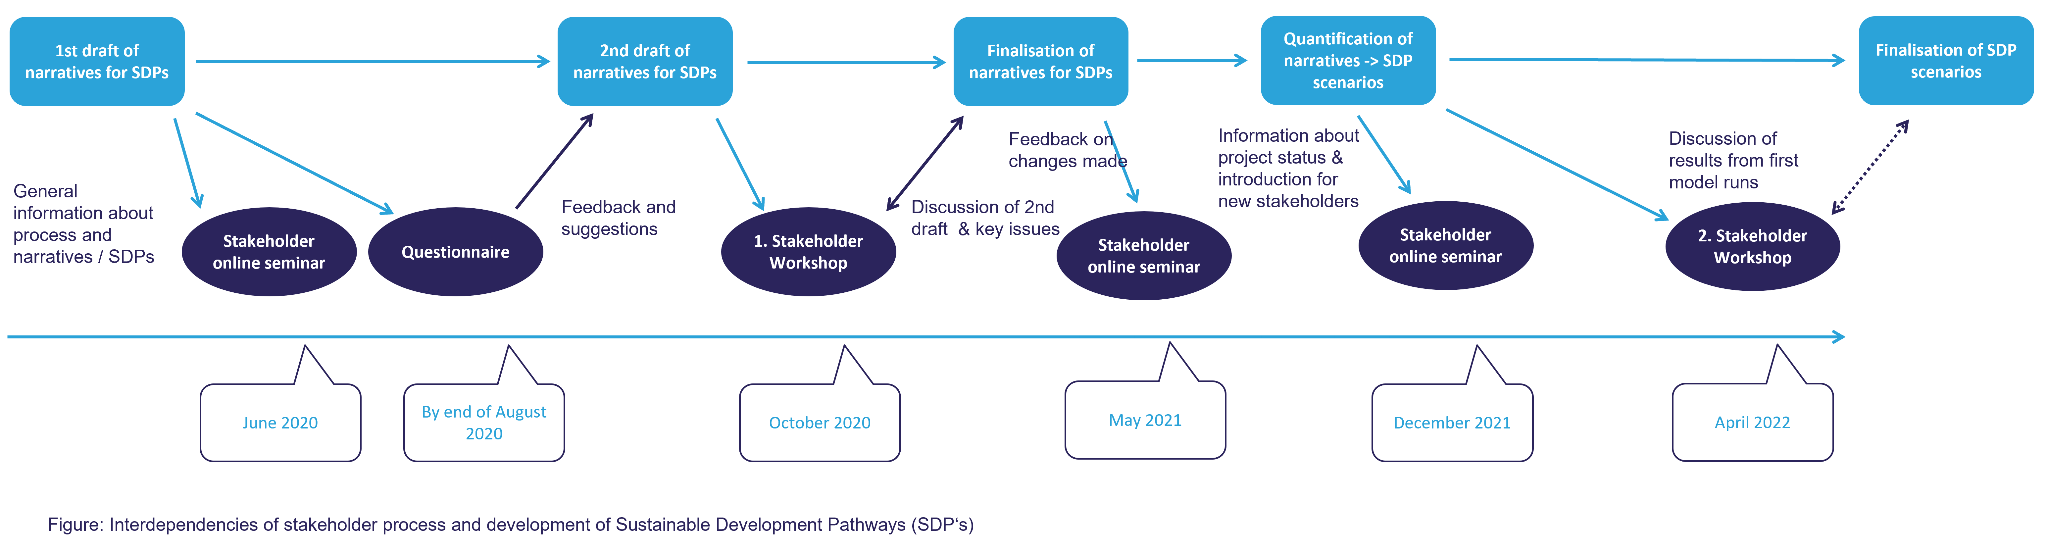 1st draft of
narratives for SDPs
2nd draft of
narratives for SDPs
Finalisation of
narratives for SDPs
Quantification of
narratives -> SDP
scenarios
Finalisation of SDP
scenarios
General
information about
process and
narratives / SDPs
Stakeholder
online seminar
Questionnaire
Feedback and
suggestions
1. Stakeholder
Workshop
Discussion of 2nd
draft  & key issues
Feedback on
changes made
Stakeholder
online seminar
Information about
project status &
introduction for
new stakeholders
Stakeholder
online seminar
Discussion of
results from first
model runs
2. Stakeholder
Workshop
June 2020
By end of August
2020
October 2020
May 2021
December 2021
April 2022
Figure: Interdependencies of stakeholder process and development of Sustainable Development Pathways (SDP‘s)